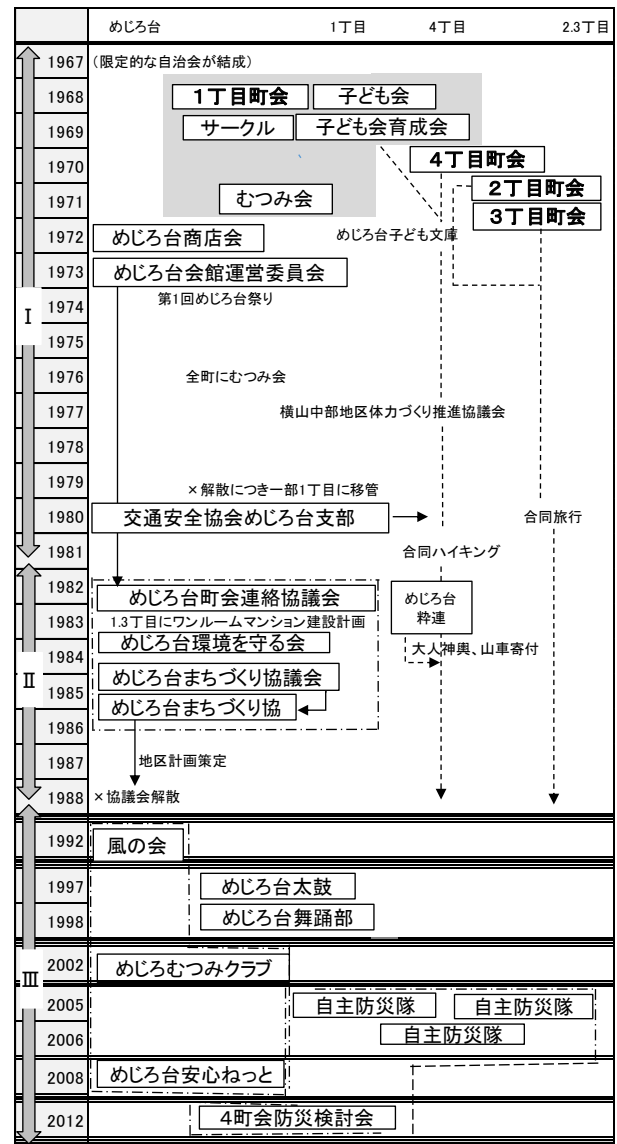 めじろ台 1丁目 4丁目 2.3丁目
1967 (限定的な自治会が結成)
1968 1丁目町会 子ども会
1969 サークル 子ども会育成会
1970 4丁目町会
1971 むつみ会 2丁目町会
3丁目町会
1972 めじろ台商店会 めじろ台子ども文庫
1973 めじろ台会館運営委員会
Ⅰ 1974 第1回めじろ台祭り
1975
1976 全町にむつみ会
1977 横山中部地区体力づくり推進協議会
1978
1979 ×解散につき一部1丁目に移管
1980 交通安全協会めじろ台支部 合同旅行
1981 合同ハイキング
1982 めじろ台町会連絡協議会 めじろ台
粋連
1983 1.3丁目にワンルームマンション建設計画
1984 めじろ台環境を守る会 大人神輿、山車寄付
Ⅱ 1985 めじろ台まちづくり協議会
めじろ台まちづくり協
1986
1987 地区計画策定
1988 ×協議会解散
1992 風の会
1997 めじろ台太鼓
1998 めじろ台舞踊部
Ⅲ 2002 めじろむつみクラブ
2005 自主防災隊 自主防災隊
2006 自主防災隊
2008 めじろ台安心ねっと
2012 4町会防災検討会